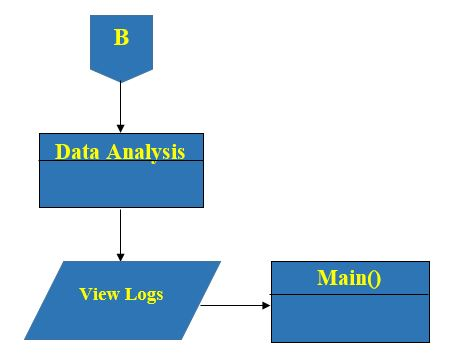 B
Data Analysis
View Logs
Main()